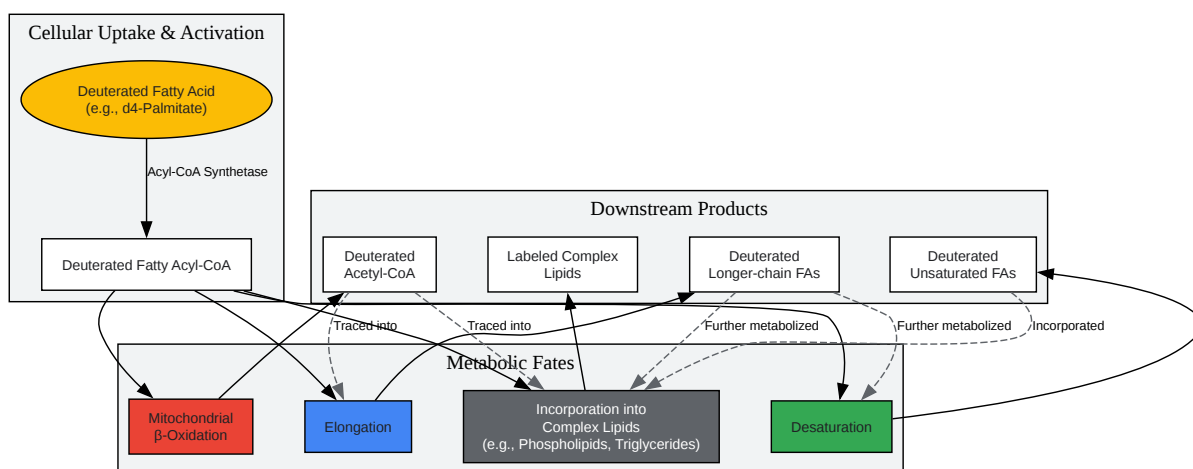 Cellular Uptake & Activation
Deuterated Fatty Acid
(e.g., d4-Palmitate)
Acyl-CoA Synthetase
Deuterated Fatty Acyl-CoA
Downstream Products
Deuterated
Acetyl-CoA
Labeled Complex
Lipids
Deuterated
Longer-chain FAs
Deuterated
Unsaturated FAs
Traced into
Traced into
Further metabolized
Further metabolized
Incorporated
Metabolic Fates
Mitochondrial
β-Oxidation
Elongation
Incorporation into
Complex Lipids
(e.g., Phospholipids, Triglycerides)
Desaturation